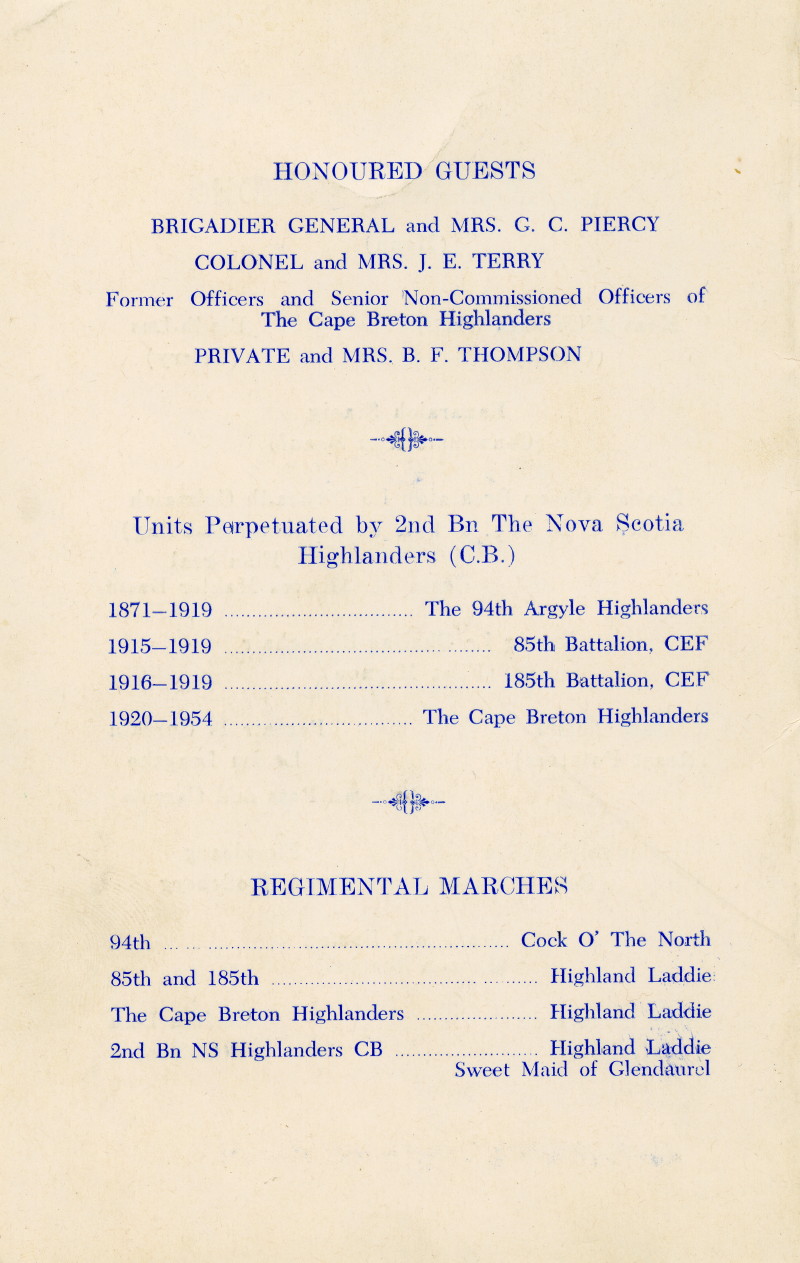 HONOURED GUESTS
BRIGADIER GENERAL and MRS. G. C. PIERCY
COLONEL and MRS. J. E. TERRY
Former Officers and Senior Non-Commissioned Officers of
The Cape Breton Highlanders
PRIVATE and MRS. B. F. THOMPSON
Units Perpetuated by 2nd Bn The Nova Scotia
Highlanders (C.B.)
1871–1919 ........ The 94th Argyle Highlanders
1915–1919 ........ 85th Battalion, CEF
1916–1919 ........ 185th Battalion, CEF
1920–1954 ........ The Cape Breton Highlanders
REGIMENTAL MARCHES
94th ........ Cock O' The North
85th and 185th ........ Highland Laddie
The Cape Breton Highlanders ........ Highland Laddie
2nd Bn NS Highlanders CB ........ Highland Laddie
Sweet Maid of Glendaurel